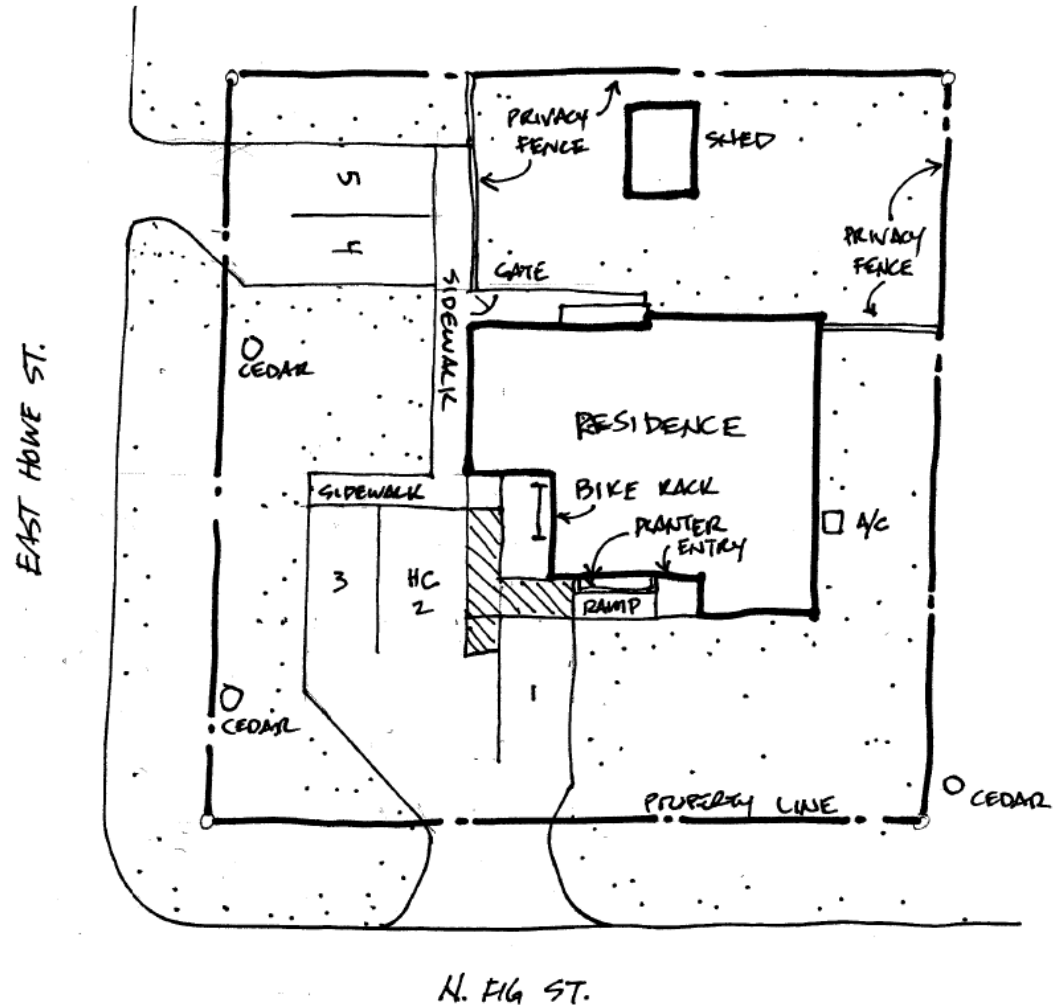 PRIVACY
FENCE
SHED
5
4
PRIVACY
FENCE
GATE
SIDEWALK
CEDAR
EAST HOWE ST.
RESIDENCE
SIDEWALK
BIKE RACK
PLANTER
ENTRY
A/C
3
HC
2
RAMP
1
CEDAR
PROPERTY LINE
CEDAR
N. FIG ST.